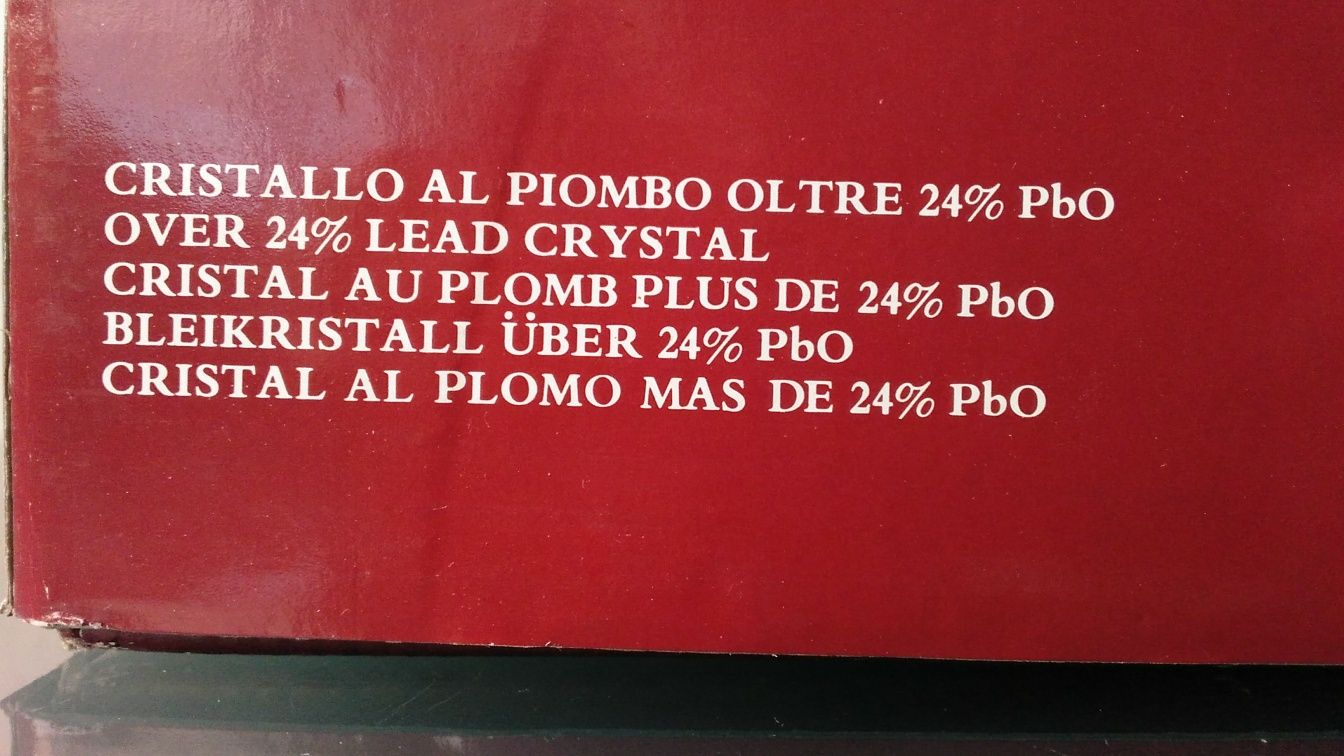 CRISTALLO AL PIOMBO OLTRE 24% PbO
OVER 24% LEAD CRYSTAL
CRISTAL AU PLOMB PLUS DE 24% PbO
BLEIKRISTALL ÜBER 24% PbO
CRISTAL AL PLOMO MAS DE 24% PbO